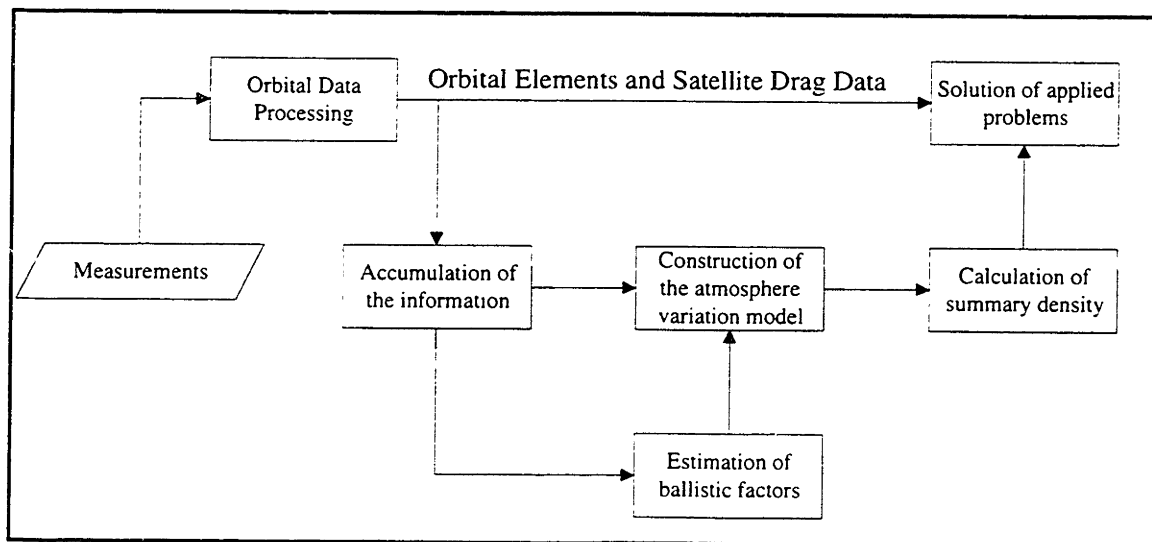 Orbital Data
Processing
Orbital Elements and Satellite Drag Data
Solution of applied
problems
Measurements
Accumulation of
the information
Construction of
the atmosphere
variation model
Calculation of
summary density
Estimation of
ballistic factors